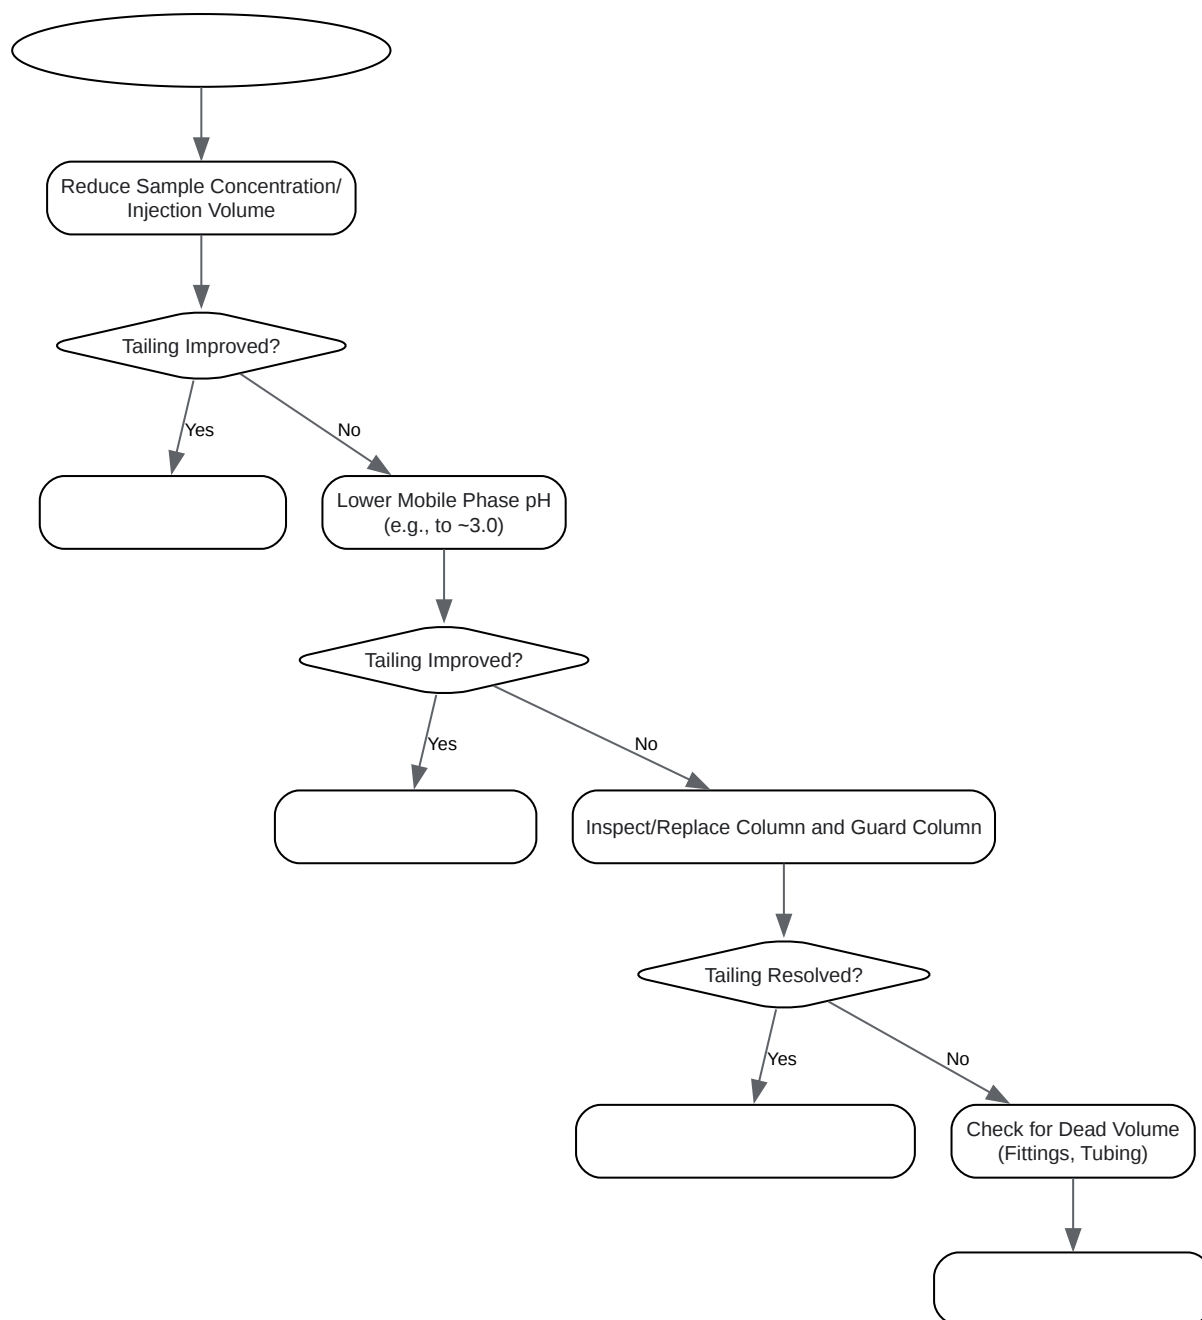 Reduce Sample Concentration/
Injection Volume
Tailing Improved?
Yes
No
Lower Mobile Phase pH
(e.g., to ~3.0)
Tailing Improved?
Yes
No
Inspect/Replace Column and Guard Column
Tailing Resolved?
Yes
No
Check for Dead Volume
(Fittings, Tubing)